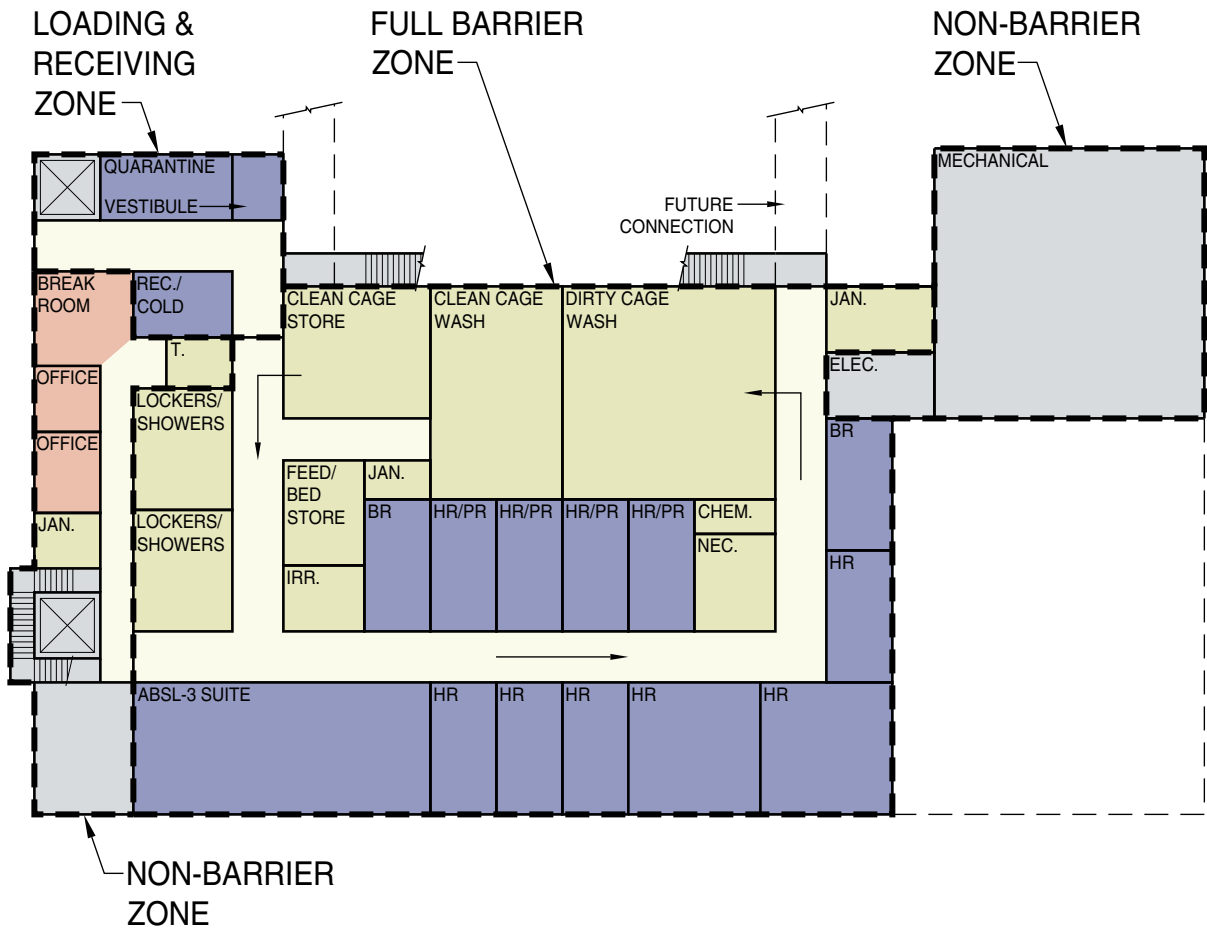 LOADING &
RECEIVING
ZONE
FULL BARRIER
ZONE
NON-BARRIER
ZONE
QUARANTINE
VESTIBULE
FUTURE
CONNECTION
MECHANICAL
BREAK
ROOM
REC./
COLD
T.
CLEAN CAGE
STORE
CLEAN CAGE
WASH
DIRTY CAGE
WASH
JAN.
ELEC.
OFFICE
OFFICE
LOCKERS/
SHOWERS
BR
FEED/
BED
STORE
JAN.
BR
HR/PR
HR/PR
HR/PR
HR/PR
CHEM.
NEC.
JAN.
LOCKERS/
SHOWERS
IRR.
HR
ABSL-3 SUITE
HR
HR
HR
HR
HR
NON-BARRIER
ZONE